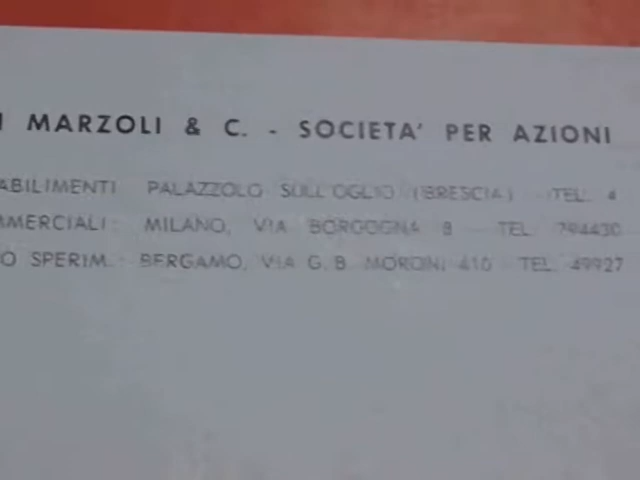 I MARZOLI & C. - SOCIETA' PER AZIONI
ABILIMENTI PALAZZOLO SULL'OGLIO (BRESCIA) TEL. 4
MMERCIALI: MILANO, VIA BORGOGNA 8 TEL. 794430
O SPERIM. BERGAMO, VIA G. B. MORONI 410 TEL. 49927